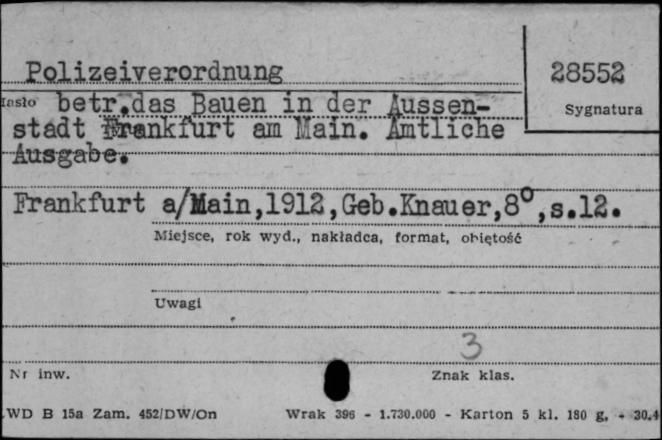 Polizeiverordnung
28552
Hasło betr.das Bauen in der Aussen-
Sygnatura
stadt Frankfurt am Main. Amtliche
Ausgabe.
Frankfurt a/Main,1912,Geb.Knauer,8⁰,s.12.
Miejsce, rok wyd., nakładca, format, objętość
Uwagi
3
Nr inw.
Znak klas.
WD B 15a Zam. 452/DW/On Wrak 396 - 1.730.000 - Karton 5 kl. 180 g. - 30.4